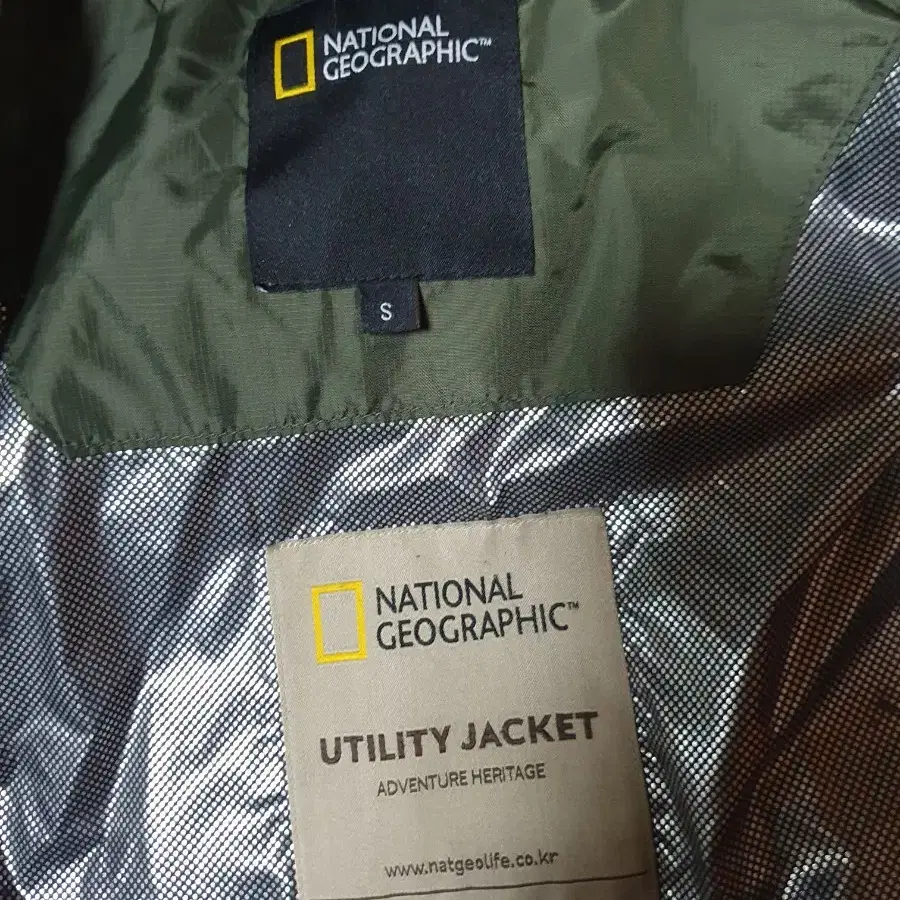 NATIONAL
GEOGRAPHIC™
S
NATIONAL
GEOGRAPHIC™
UTILITY JACKET
ADVENTURE HERITAGE
www.natgeolife.co.kr